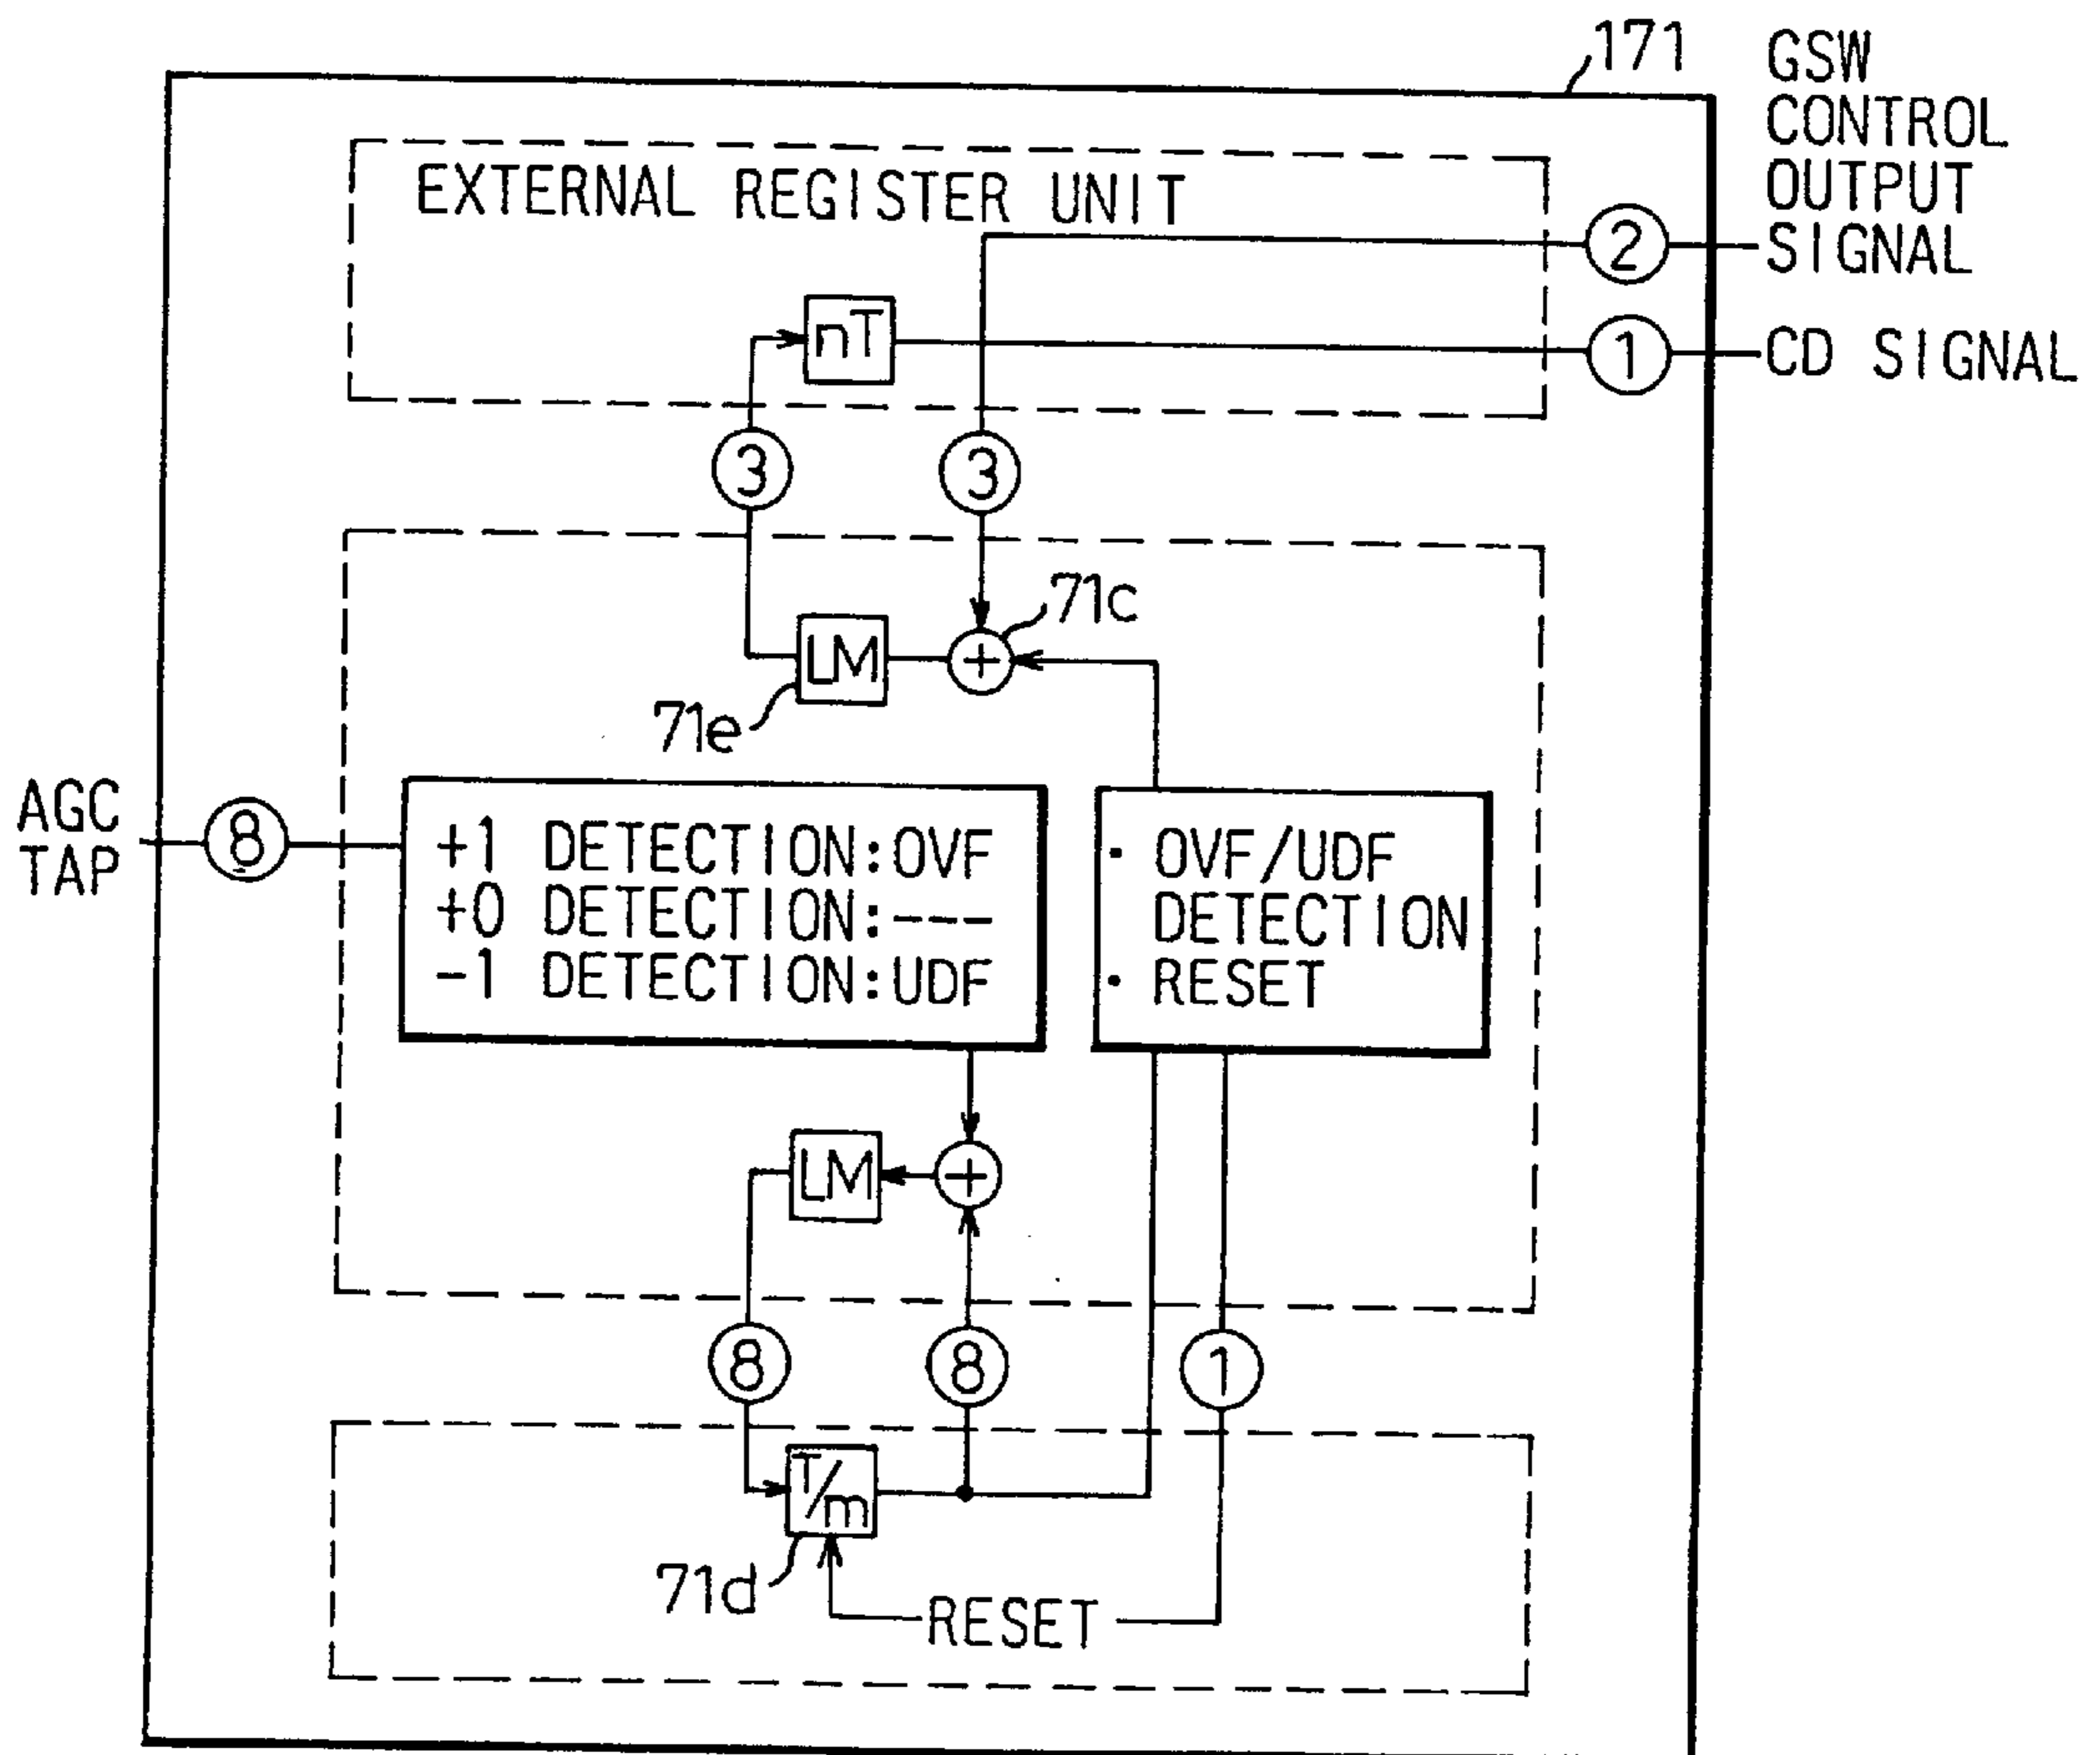 171
GSW
CONTROL
OUTPUT
SIGNAL
EXTERNAL REGISTER UNIT
2
nT
1
CD SIGNAL
3
3
71c
+
LM
71e
AGC
TAP
8
+1 DETECTION:OVF
+0 DETECTION:---
-1 DETECTION:UDF
· OVF/UDF
DETECTION
· RESET
LM
+
8
8
1
T/m
71d
RESET